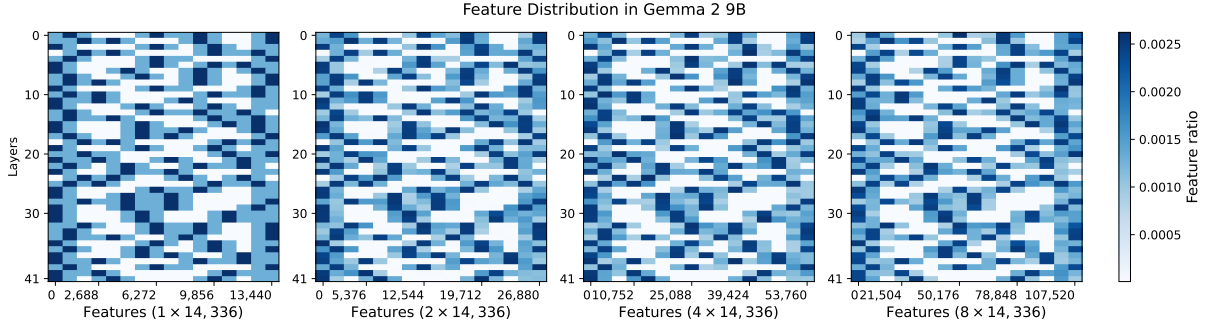 Feature Distribution in Gemma 2 9B
Layers
0
10
20
30
41
0 2,688 6,272 9,856 13,440
Features (1 × 14, 336)
0
10
20
30
41
0 5,376 12,544 19,712 26,880
Features (2 × 14, 336)
0
10
20
30
41
0 10,752 25,088 39,424 53,760
Features (4 × 14, 336)
0
10
20
30
41
0 21,504 50,176 78,848 107,520
Features (8 × 14, 336)
0.0025
0.0020
0.0015
0.0010
0.0005
Feature ratio